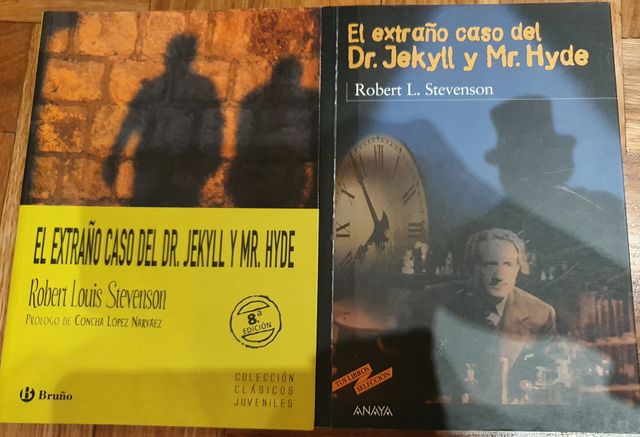 EL EXTRAÑO CASO DEL DR. JEKYLL Y MR. HYDE
Robert Louis Stevenson
PRÓLOGO DE CONCHA LÓPEZ NARVÁEZ
8.ª
EDICIÓN
COLECCIÓN
CLÁSICOS
JUVENILES
B Bruño
El extraño caso del
Dr. Jekyll y Mr. Hyde
Robert L. Stevenson
TUS LIBROS
SELECCIÓN
ANAYA